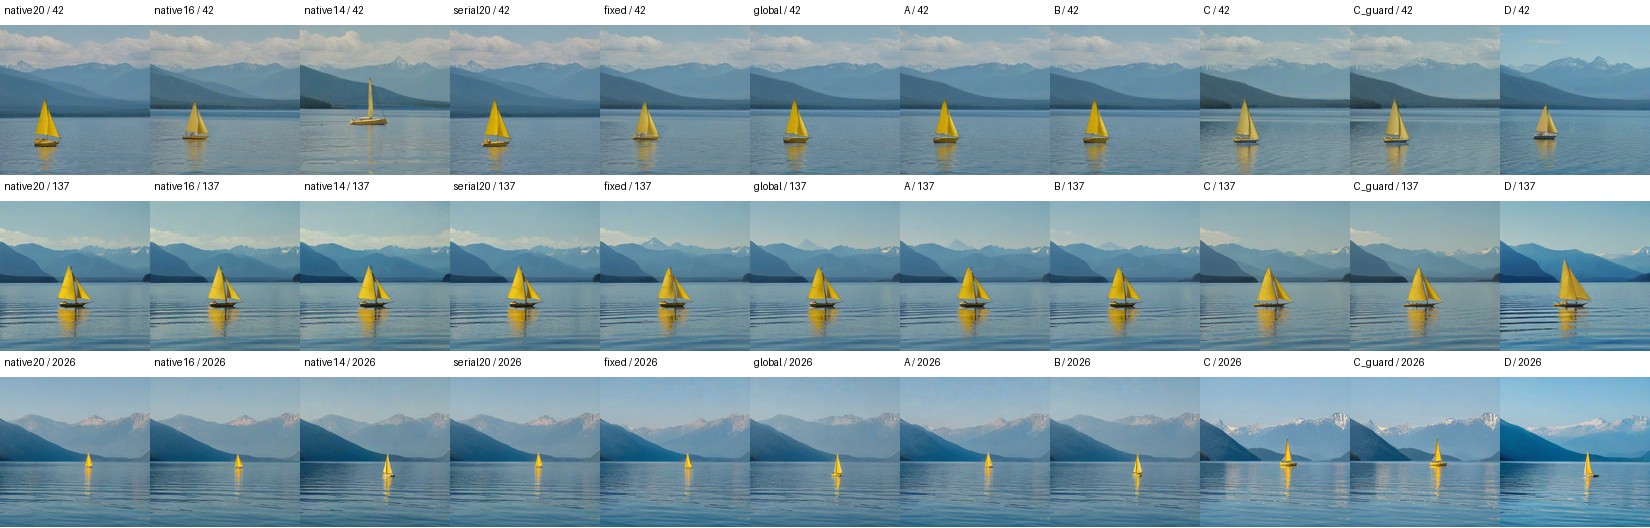 native20 / 42 native16 / 42 native14 / 42 serial20 / 42 fixed / 42 global / 42 A / 42 B / 42 C / 42 C_guard / 42 D / 42
native20 / 137 native16 / 137 native14 / 137 serial20 / 137 fixed / 137 global / 137 A / 137 B / 137 C / 137 C_guard / 137 D / 137
native20 / 2026 native16 / 2026 native14 / 2026 serial20 / 2026 fixed / 2026 global / 2026 A / 2026 B / 2026 C / 2026 C_guard / 2026 D / 2026